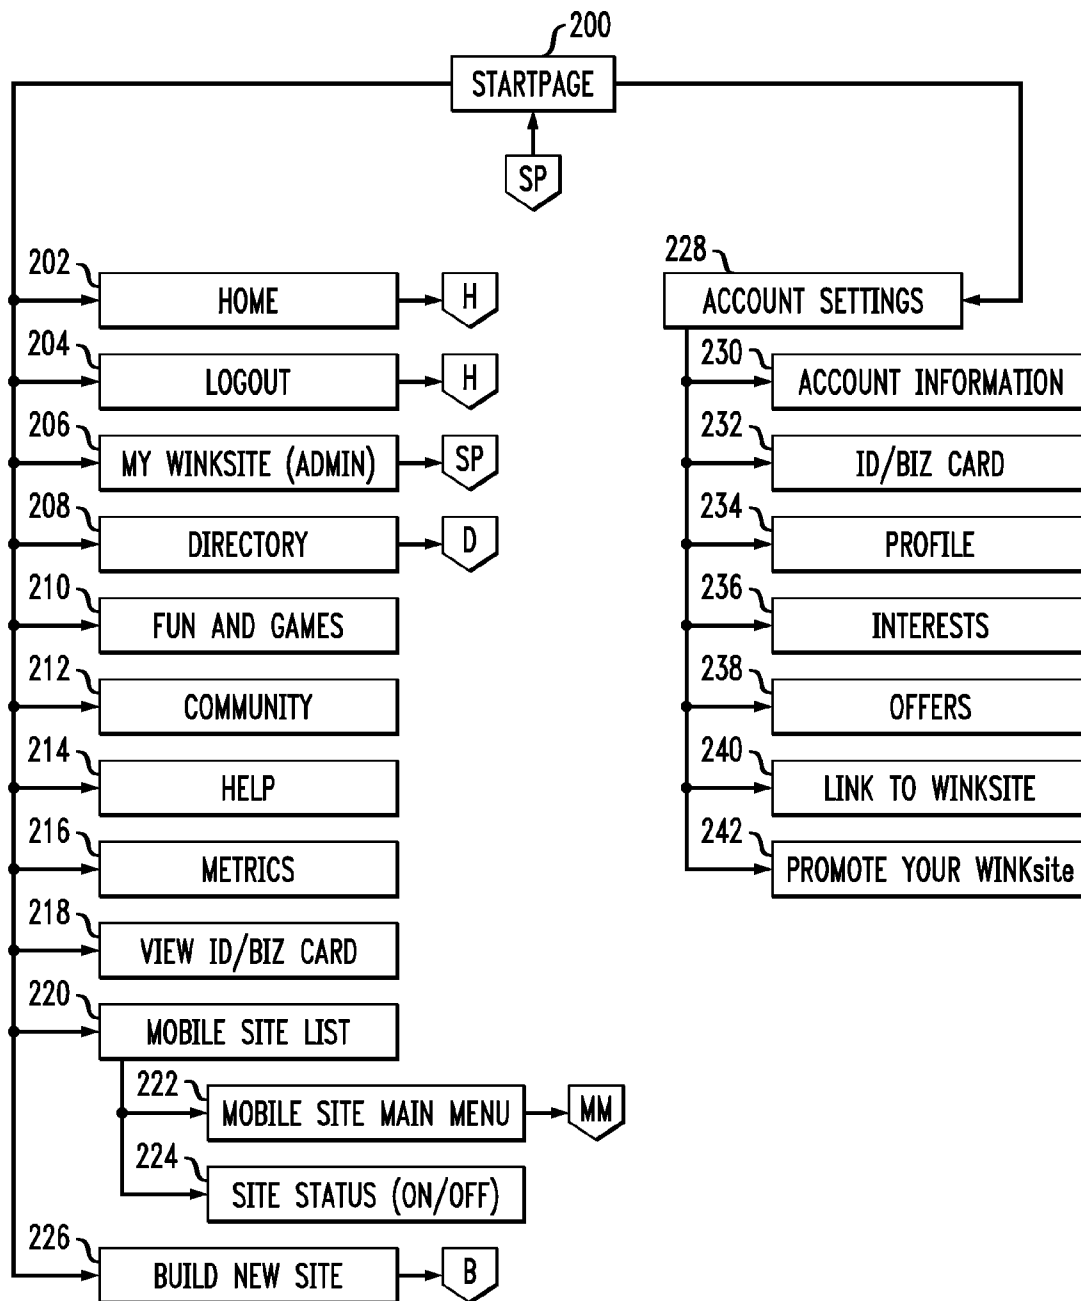 200
STARTPAGE
SP
202
HOME
H
204
LOGOUT
H
206
MY WINKSITE (ADMIN)
SP
208
DIRECTORY
D
210
FUN AND GAMES
212
COMMUNITY
214
HELP
216
METRICS
218
VIEW ID/BIZ CARD
220
MOBILE SITE LIST
222
MOBILE SITE MAIN MENU
MM
224
SITE STATUS (ON/OFF)
226
BUILD NEW SITE
B
228
ACCOUNT SETTINGS
230
ACCOUNT INFORMATION
232
ID/BIZ CARD
234
PROFILE
236
INTERESTS
238
OFFERS
240
LINK TO WINKSITE
242
PROMOTE YOUR WINKsite